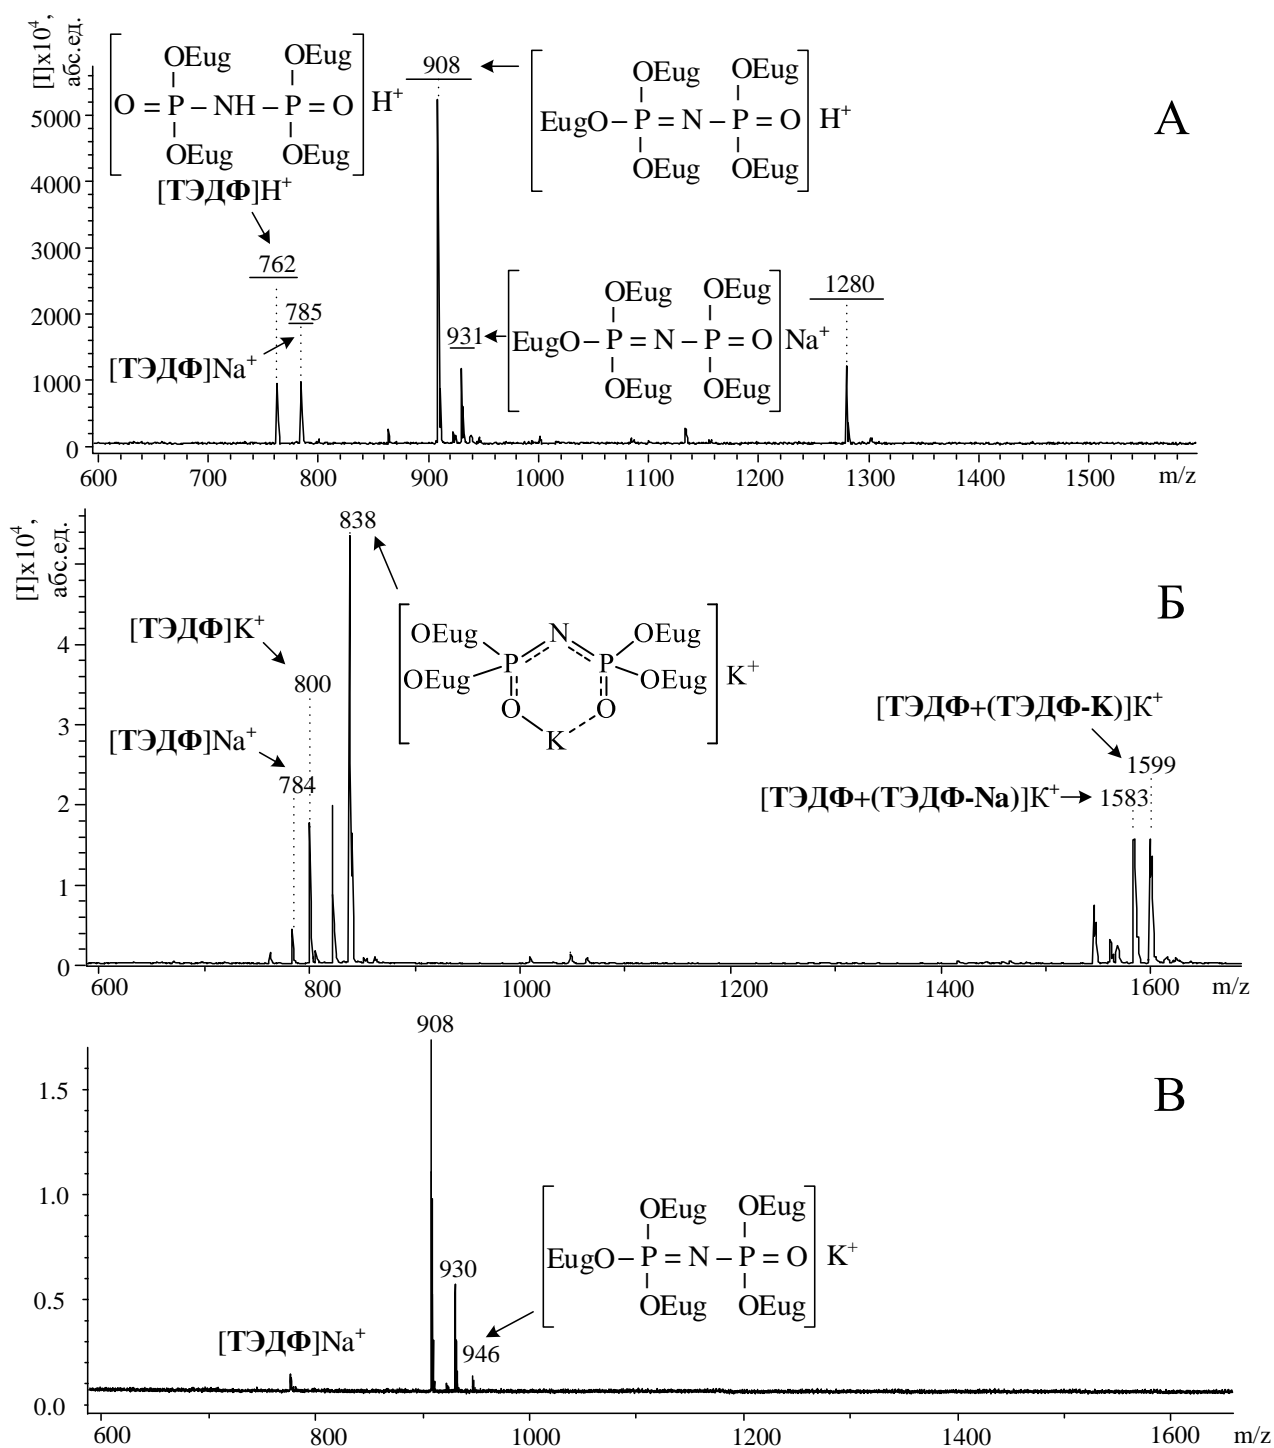 [I]x10⁴, абс.ед.
А
OEug OEug
O = P – NH – P = O H⁺
OEug OEug
[ТЭДФ]H⁺
762
785
[ТЭДФ]Na⁺
908
OEug OEug
EugO – P = N – P = O H⁺
OEug OEug
931
OEug OEug
EugO – P = N – P = O Na⁺
OEug OEug
1280
5000
4000
3000
2000
1000
0
600 700 800 900 1000 1100 1200 1300 1400 1500 m/z
[I]x10⁴, абс.ед.
Б
838
[ТЭДФ]K⁺
800
[ТЭДФ]Na⁺
784
OEug N OEug
P P K⁺
OEug OEug
O O
K
[ТЭДФ+(ТЭДФ-K)]K⁺
1599
[ТЭДФ+(ТЭДФ-Na)]K⁺
1583
4
3
2
1
0
600 800 1000 1200 1400 1600 m/z
В
908
930
946
OEug OEug
EugO – P = N – P = O K⁺
OEug OEug
[ТЭДФ]Na⁺
1.5
1.0
0.5
0.0
600 800 1000 1200 1400 1600 m/z